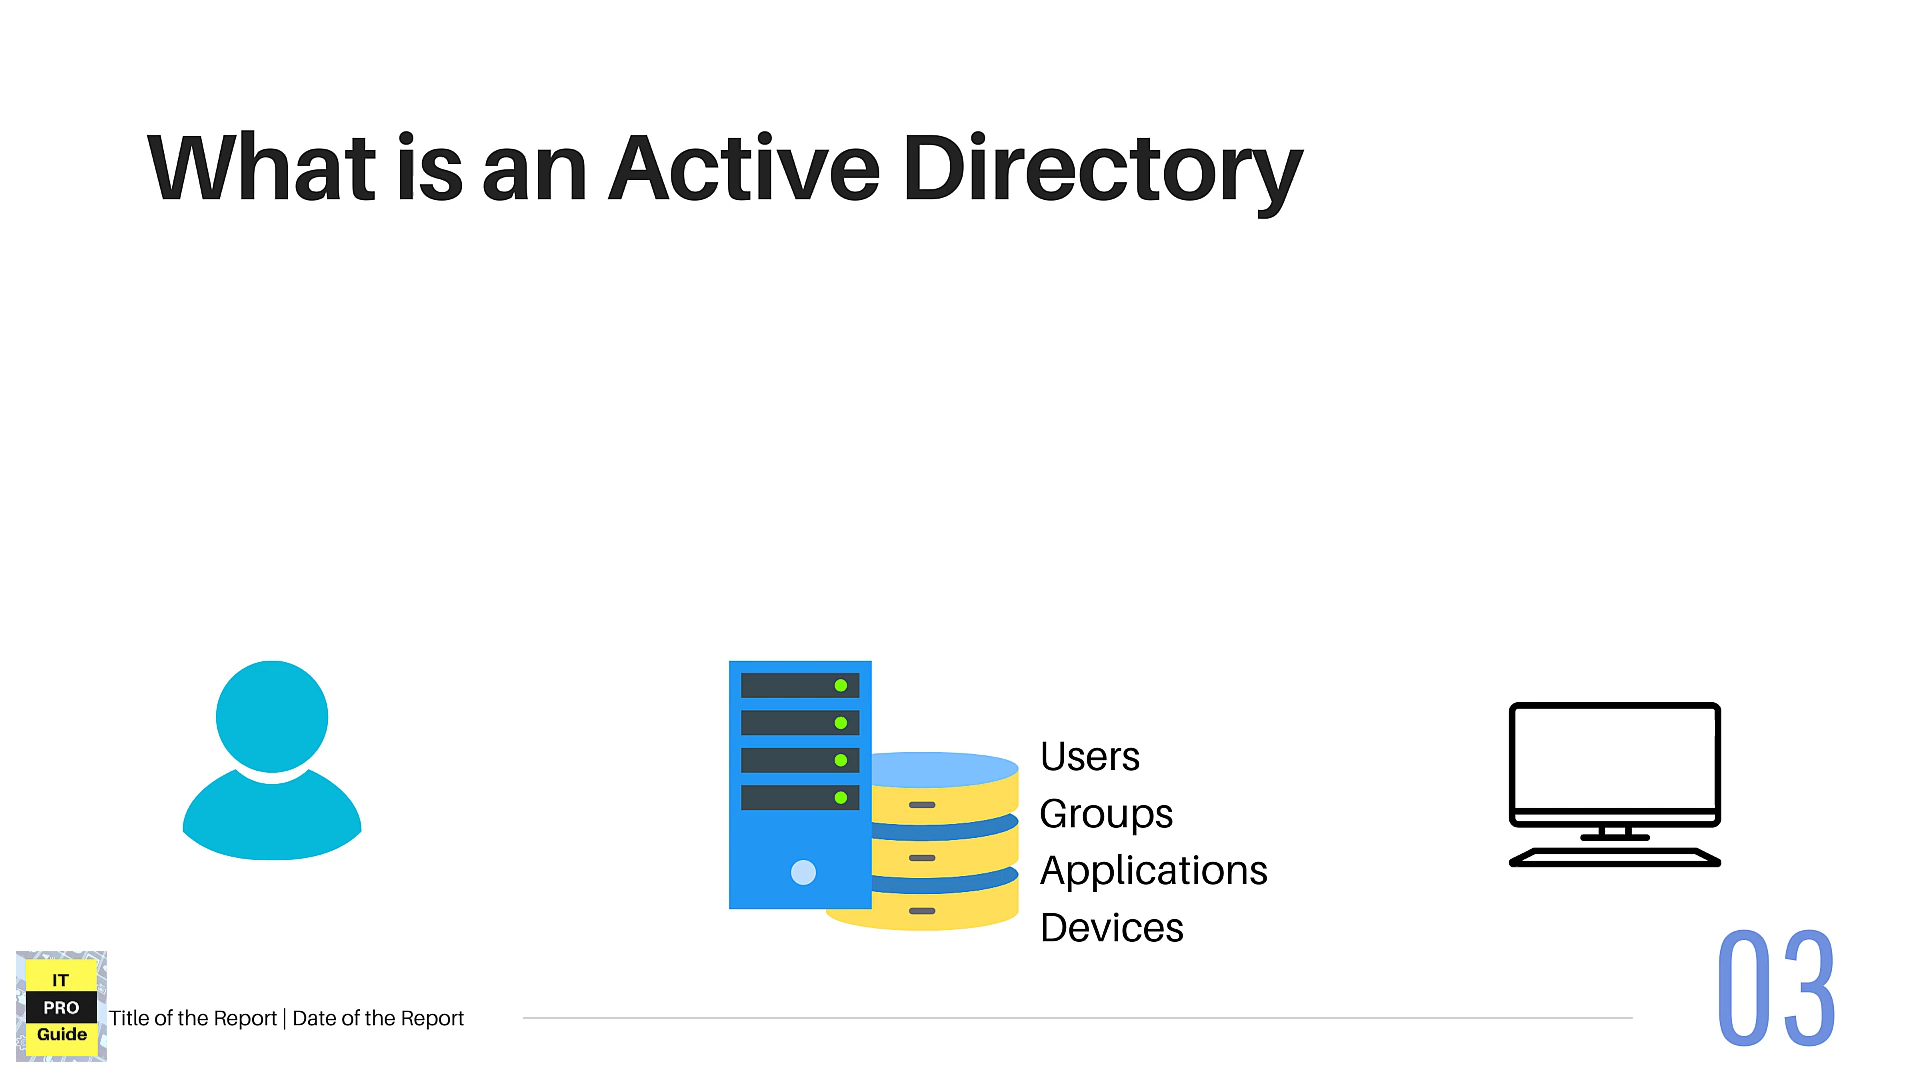 What is an Active Directory
Users
Groups
Applications
Devices
IT
PRO
Guide
Title of the Report | Date of the Report
03